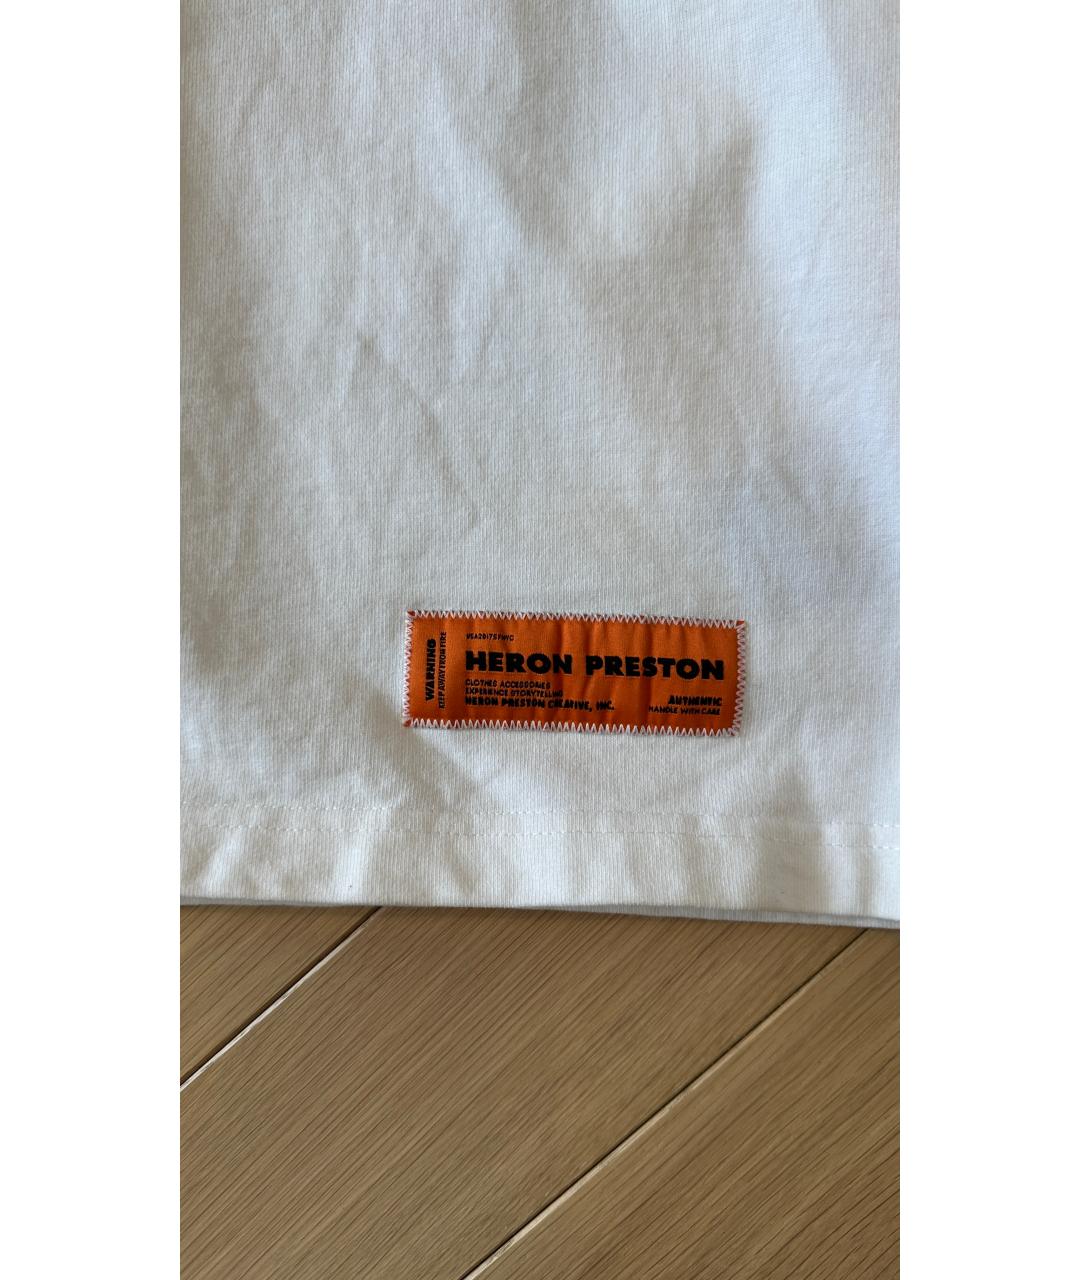 WARNING
KEEP AWAY FROM FIRE
HERON PRESTON
CLOTHES ACCESSORIES
EXPERIENCE STORYTELLING
HERON PRESTON CREATIVE, INC.
AUTHENTIC
HANDLE WITH CARE